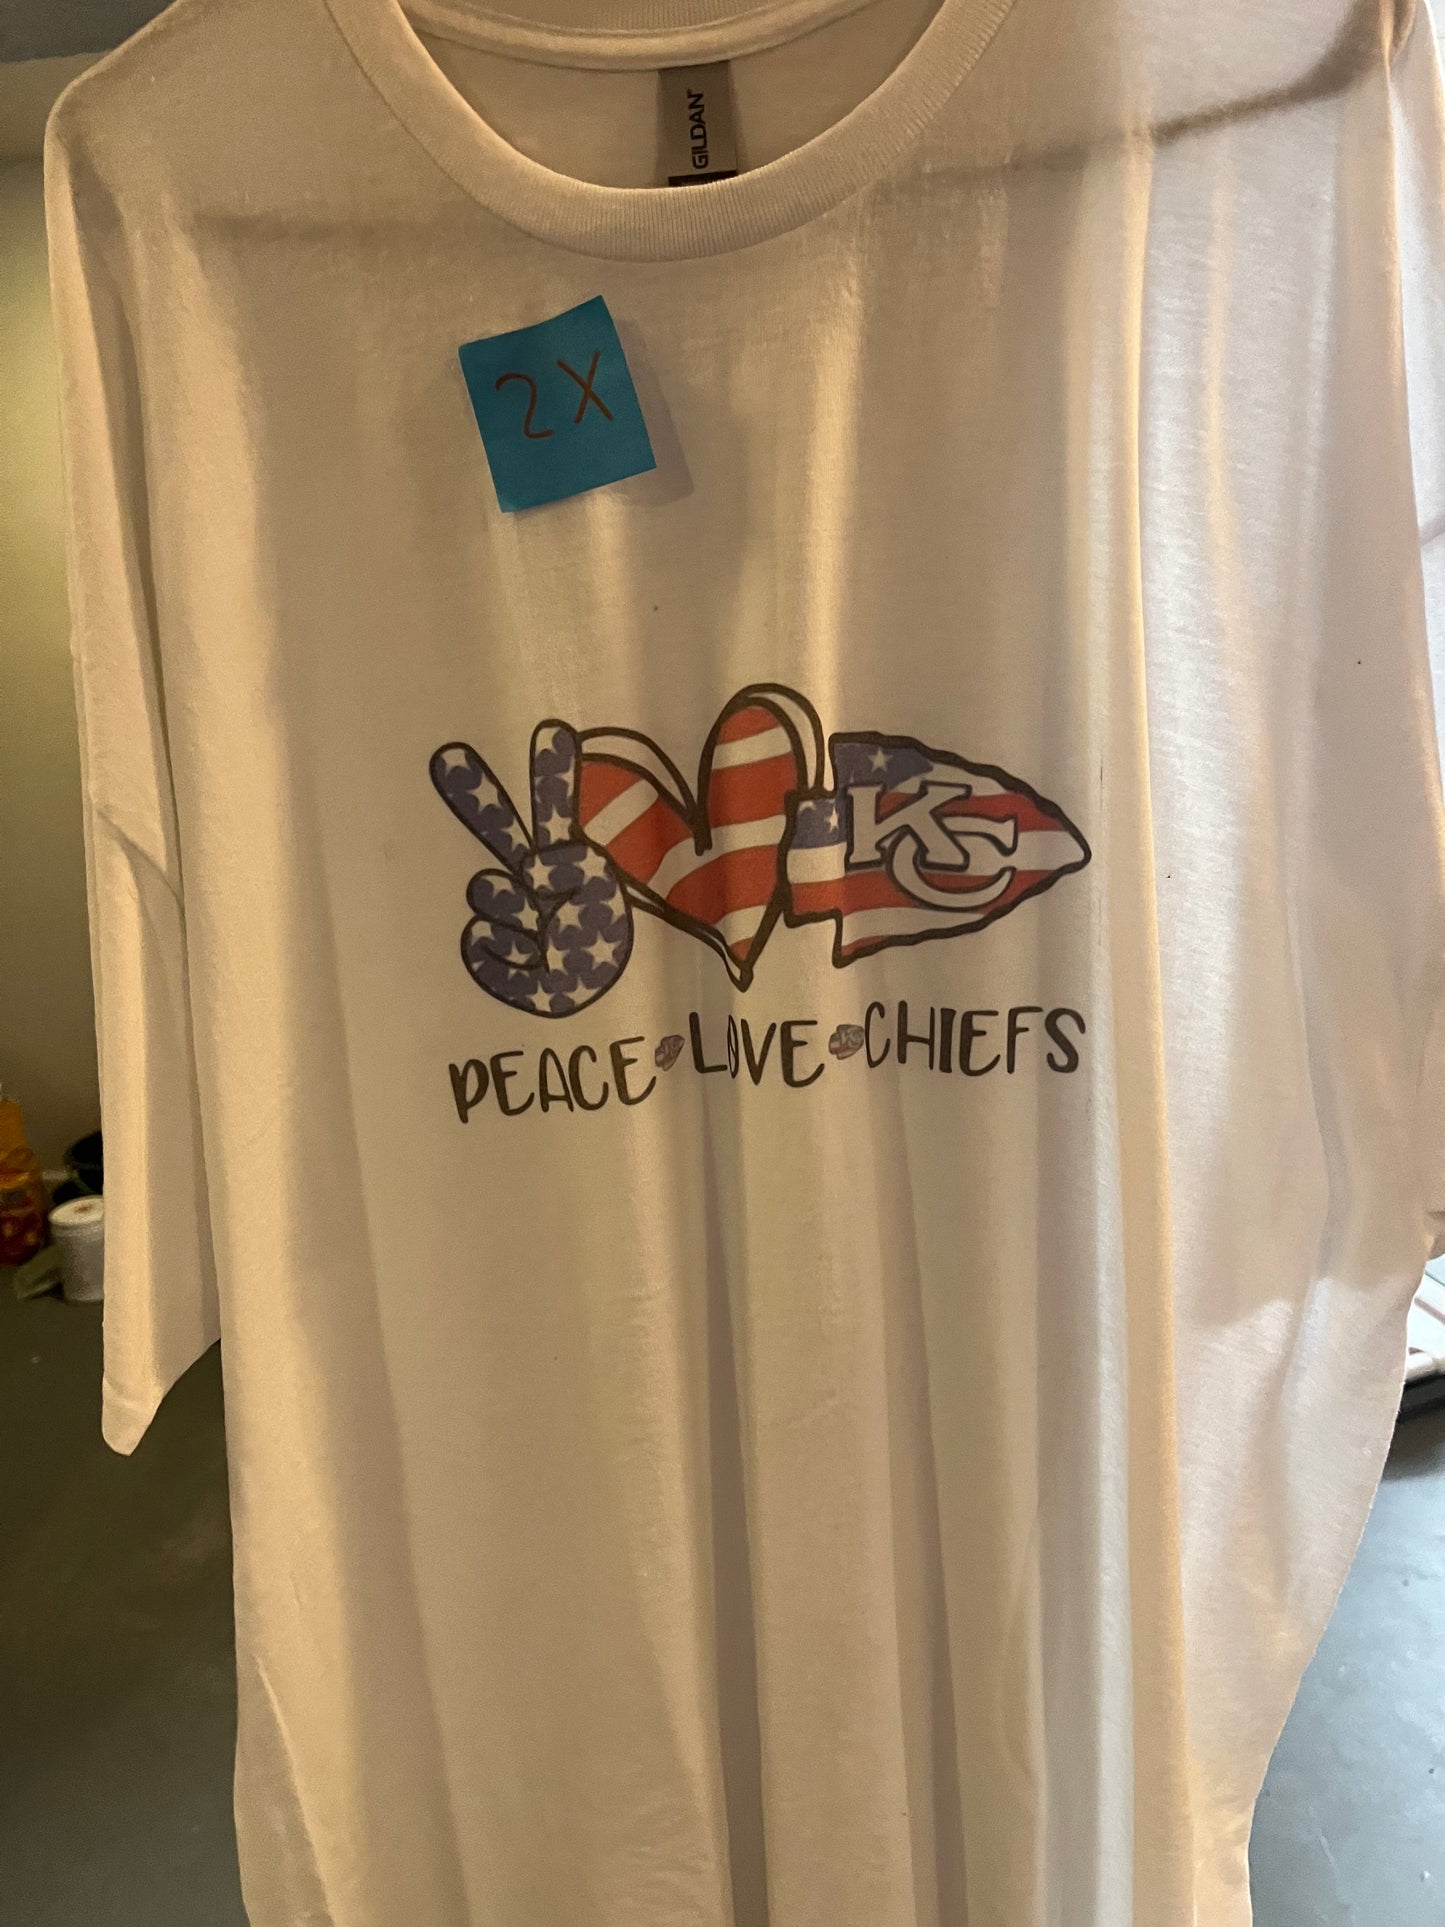 GILDAN
2X
KC
PEACE LOVE CHIEFS